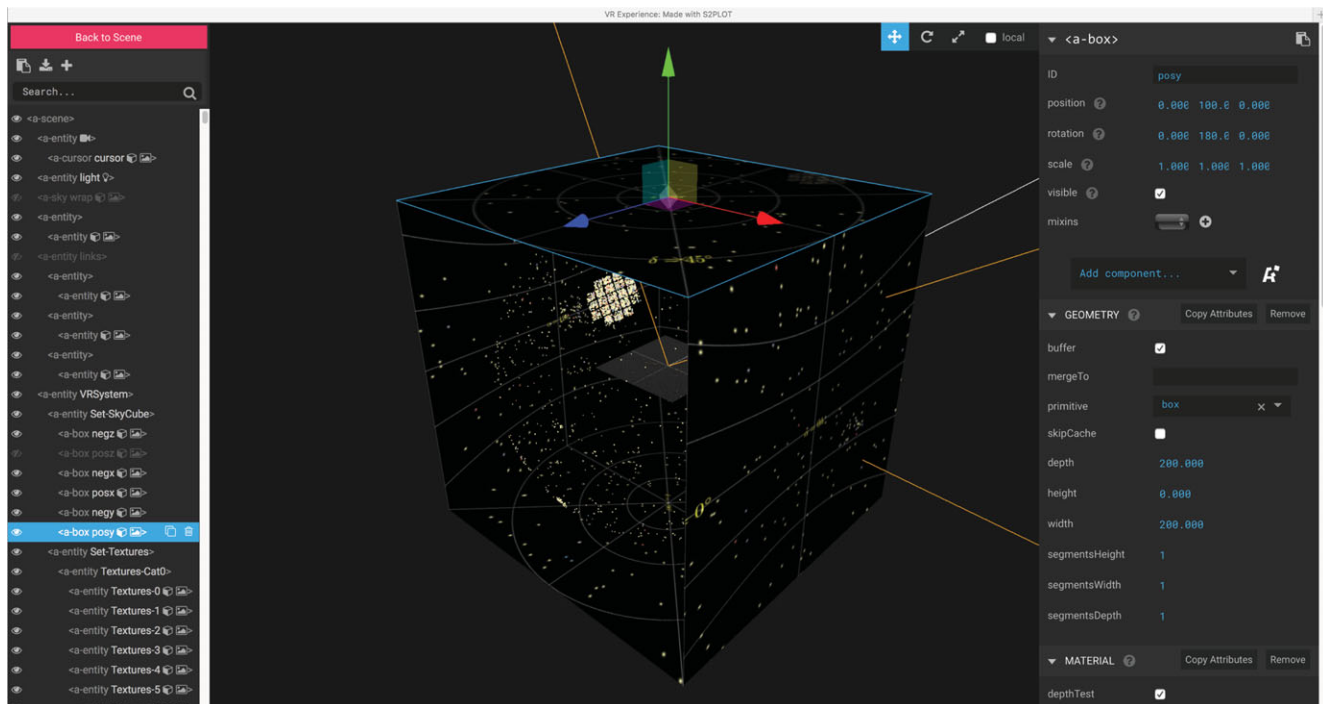 VR Experience: Made with S2PLOT
Back to Scene
Search...
<a-scene>
<a-entity>
<a-cursor cursor>
<a-entity light>
<a-sky wrap>
<a-entity>
<a-entity>
<a-entity links>
<a-entity>
<a-entity>
<a-entity>
<a-entity>
<a-entity>
<a-entity>
<a-entity VRSystem>
<a-entity Set-SkyCube>
<a-box negz>
<a-box posz>
<a-box negx>
<a-box posx>
<a-box negy>
<a-box posy>
<a-entity Set-Textures>
<a-entity Textures-Cat0>
<a-entity Textures-0>
<a-entity Textures-1>
<a-entity Textures-2>
<a-entity Textures-3>
<a-entity Textures-4>
<a-entity Textures-5>
local
0°
<a-box>
ID posy
position 0.000 100.0 0.000
rotation 0.000 180.0 0.000
scale 1.000 1.000 1.000
visible
mixins
Add component...
GEOMETRY Copy Attributes Remove
buffer
mergeTo
primitive box
skipCache
depth 200.000
height 0.000
width 200.000
segmentsHeight 1
segmentsWidth 1
segmentsDepth 1
MATERIAL Copy Attributes Remove
depthTest